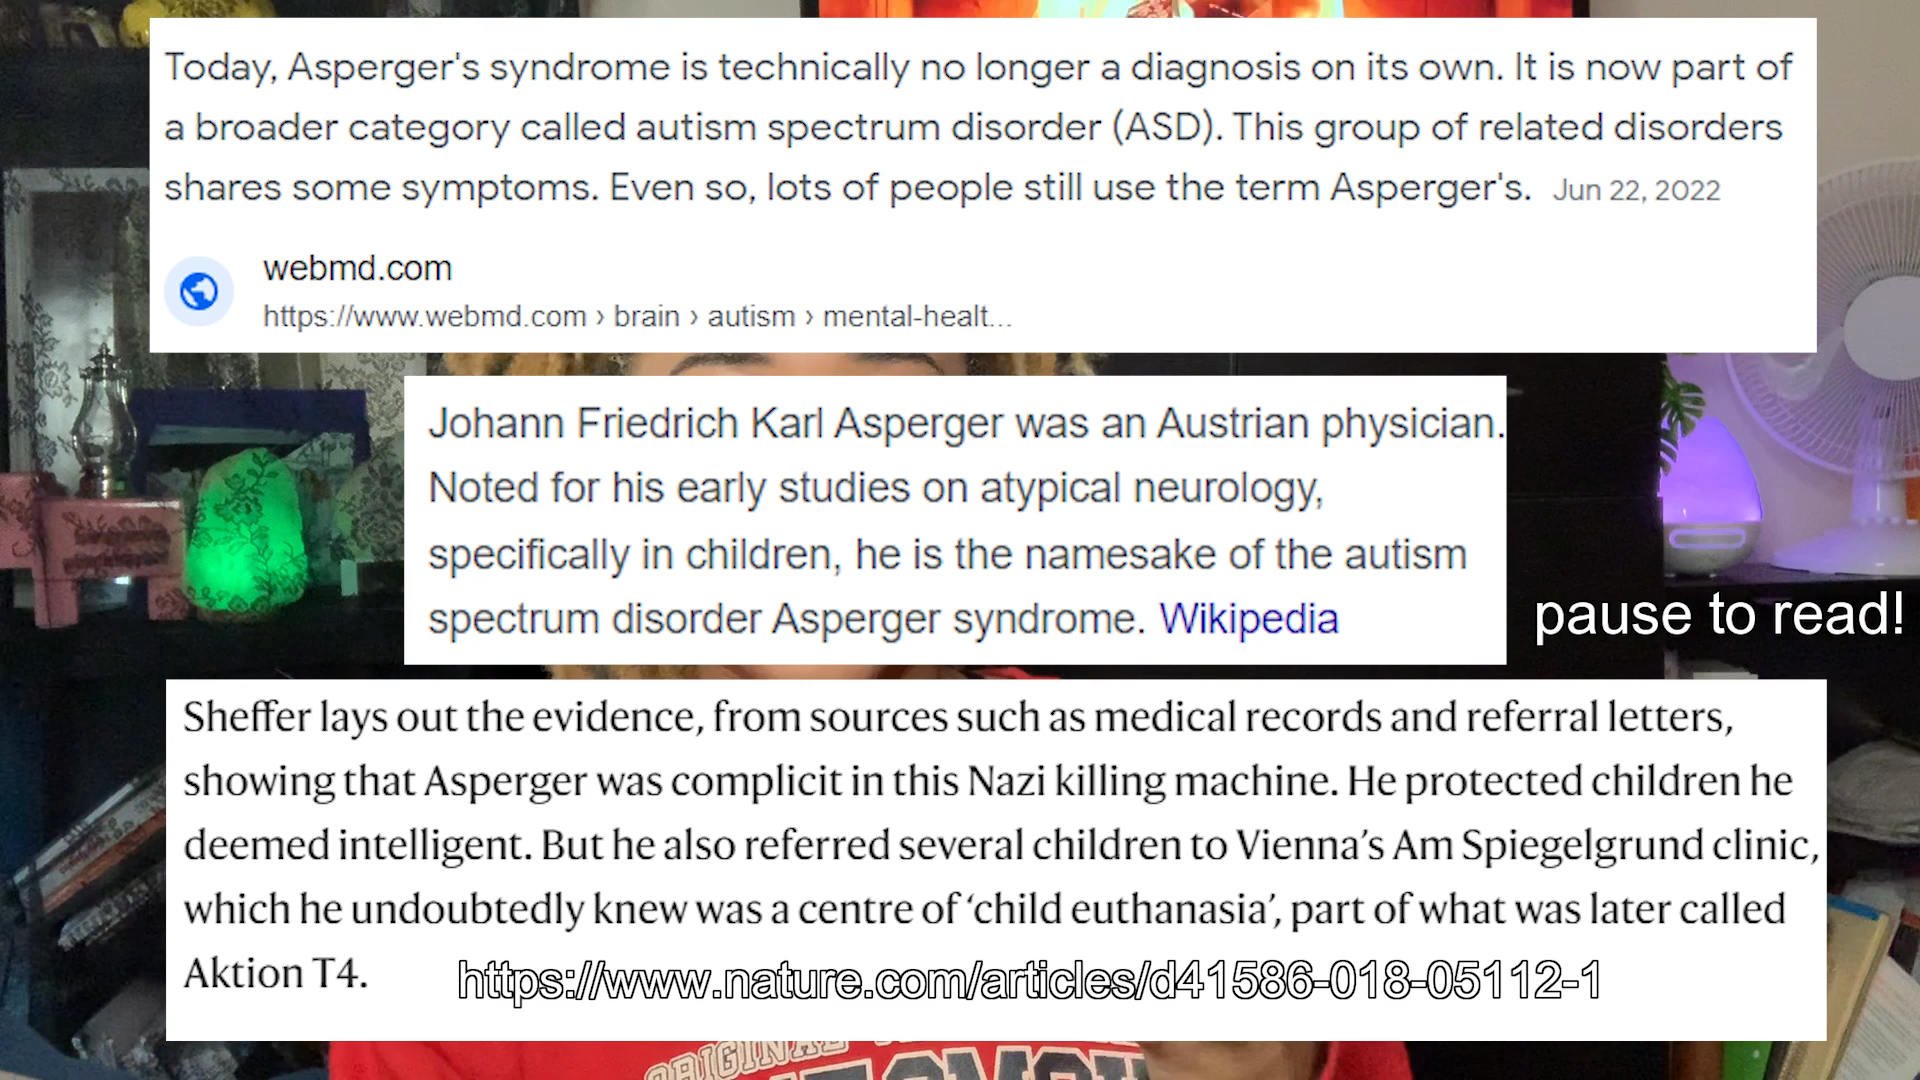 Today, Asperger's syndrome is technically no longer a diagnosis on its own. It is now part of
a broader category called autism spectrum disorder (ASD). This group of related disorders
shares some symptoms. Even so, lots of people still use the term Asperger's. Jun 22, 2022
webmd.com
https://www.webmd.com › brain › autism › mental-healt...
Johann Friedrich Karl Asperger was an Austrian physician.
Noted for his early studies on atypical neurology,
specifically in children, he is the namesake of the autism
spectrum disorder Asperger syndrome. Wikipedia
pause to read!
Sheffer lays out the evidence, from sources such as medical records and referral letters,
showing that Asperger was complicit in this Nazi killing machine. He protected children he
deemed intelligent. But he also referred several children to Vienna’s Am Spiegelgrund clinic,
which he undoubtedly knew was a centre of ‘child euthanasia’, part of what was later called
Aktion T4.
https://www.nature.com/articles/d41586-018-05112-1
ORIGINAL